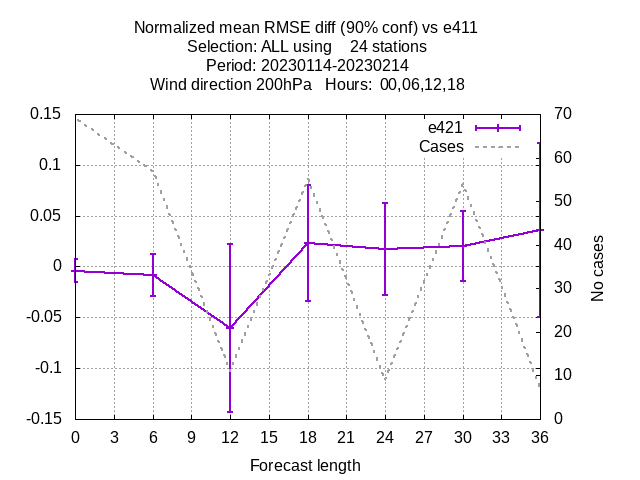 Normalized mean RMSE diff (90% conf) vs e411
Selection: ALL using    24 stations
Period: 20230114-20230214
Wind direction 200hPa   Hours:  00,06,12,18
e421
Cases
0.15
0.1
0.05
0
-0.05
-0.1
-0.15
70
60
50
40
30
20
10
0
No cases
0 3 6 9 12 15 18 21 24 27 30 33 36
Forecast length